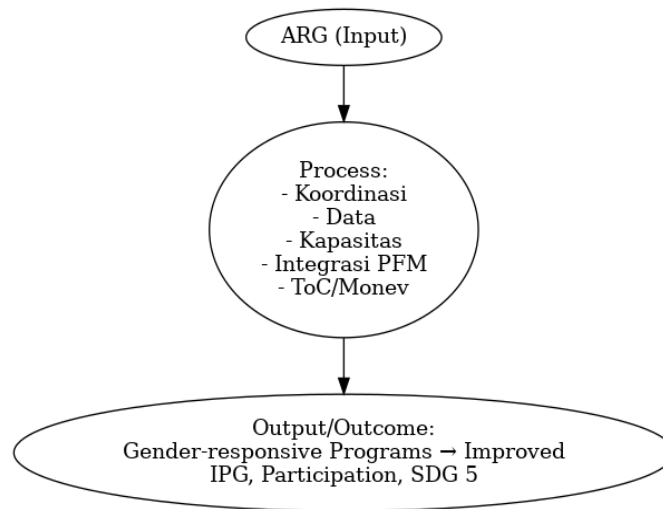 ARG (Input)
Process:
- Koordinasi
- Data
- Kapasitas
- Integrasi PFM
- ToC/Monev
Output/Outcome:
Gender-responsive Programs → Improved
IPG, Participation, SDG 5